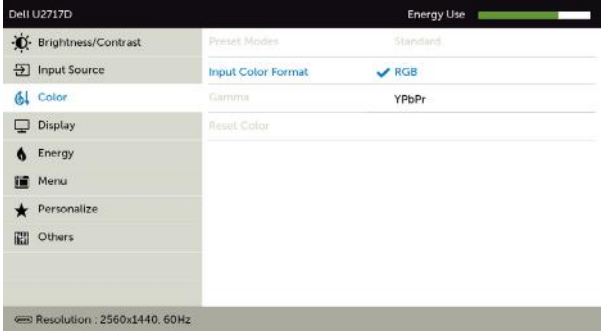 Dell U2717D Energy Use
Brightness/Contrast Preset Modes Standard
Input Source Input Color Format RGB
Color Gamma YPbPr
Display Reset Color
Energy
Menu
Personalize
Others
Resolution : 2560x1440, 60Hz